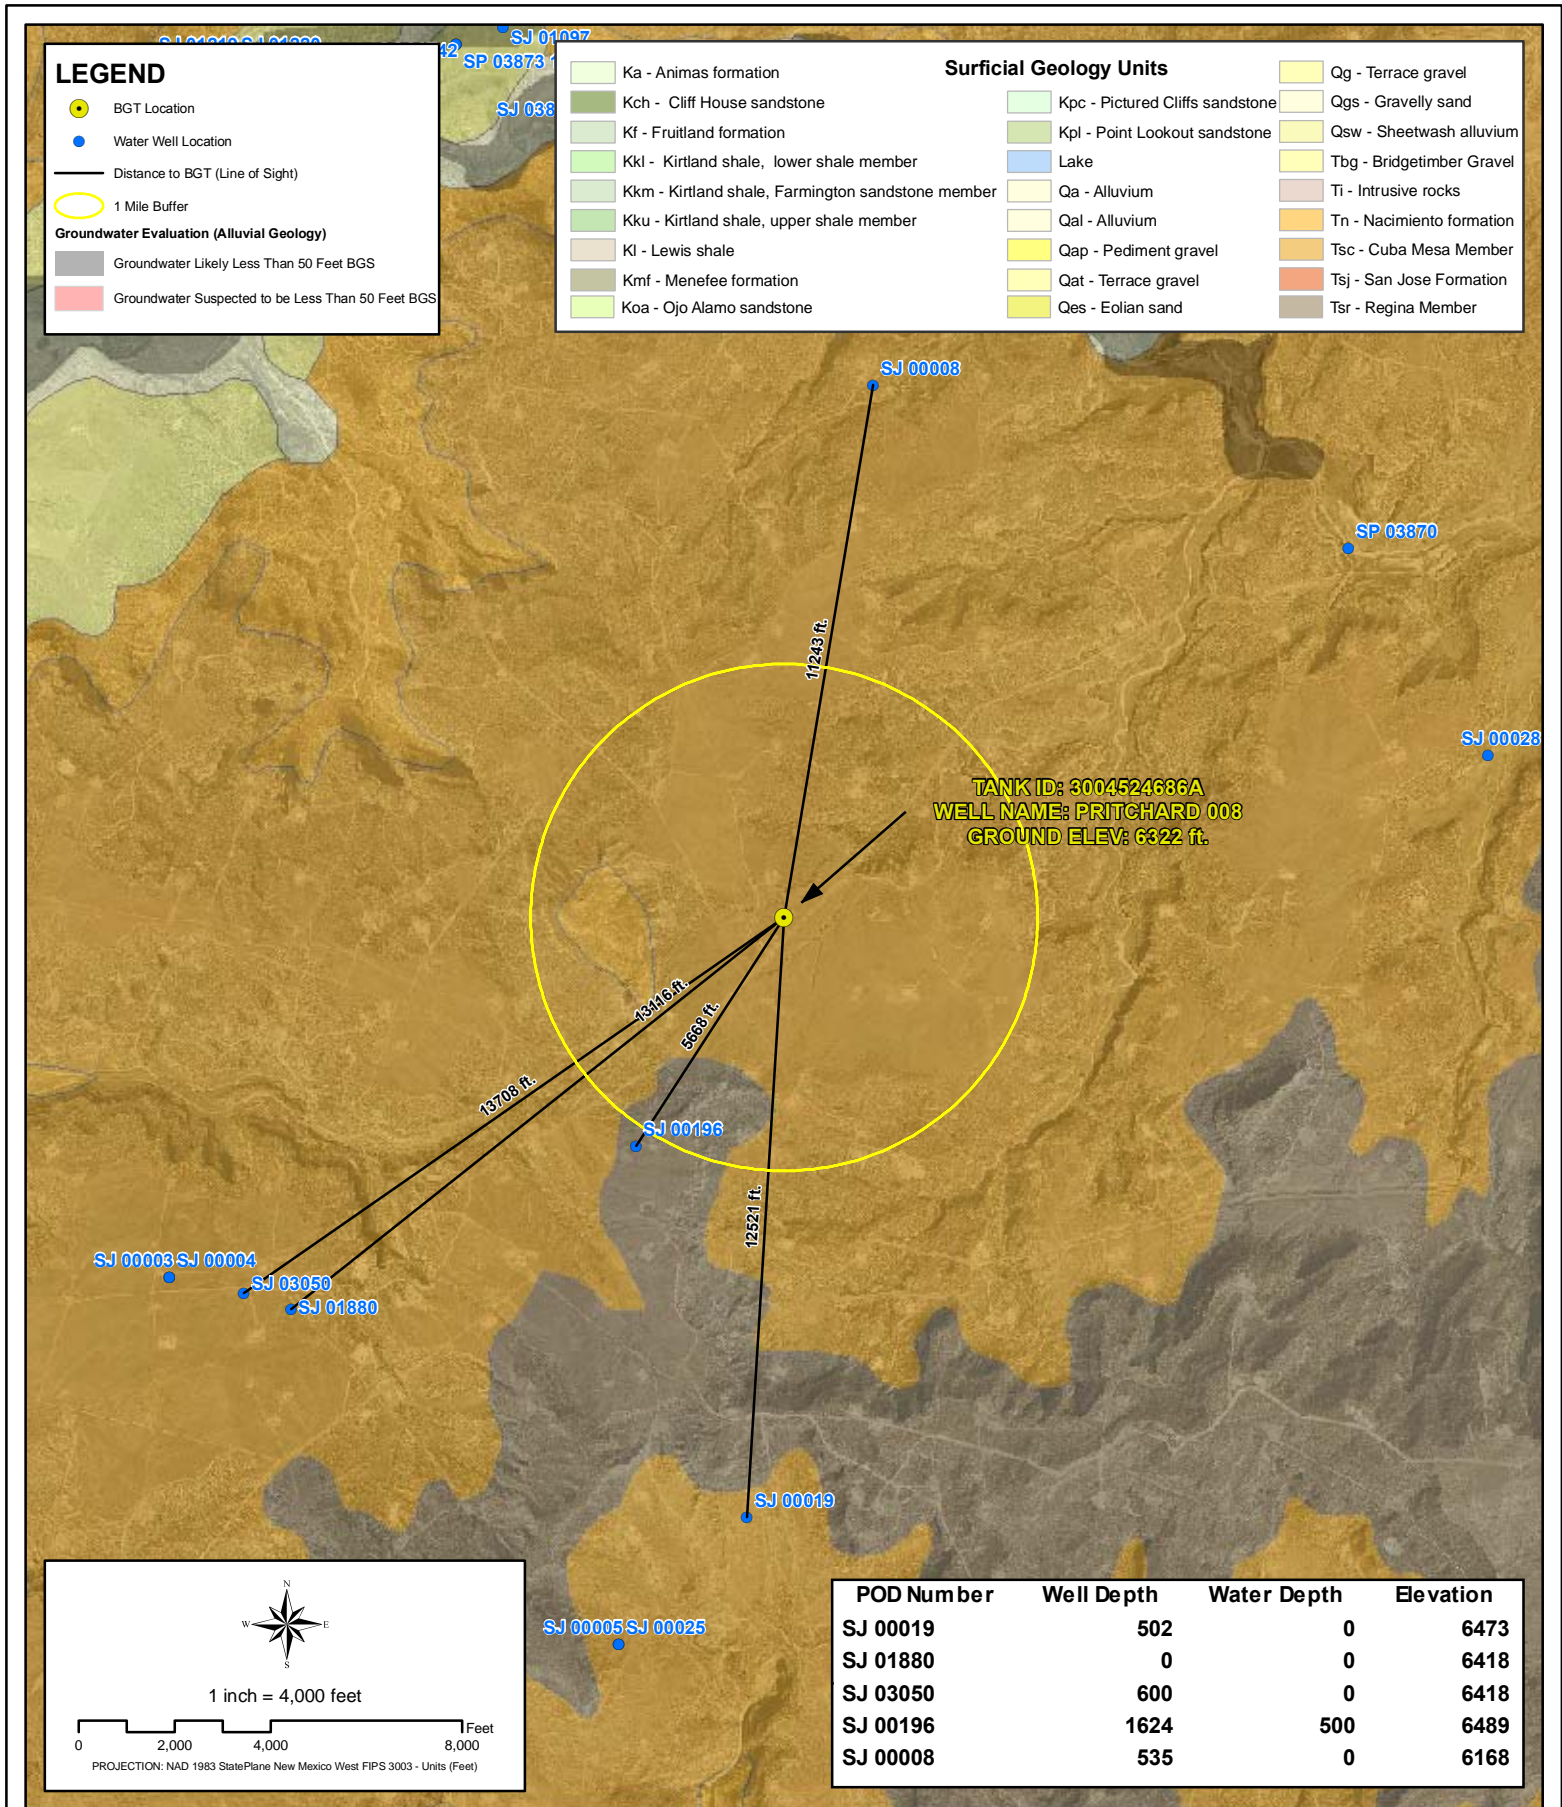 SJ 01097
SP 03873
LEGEND
BGT Location
Water Well Location
Distance to BGT (Line of Sight)
1 Mile Buffer
Groundwater Evaluation (Alluvial Geology)
Groundwater Likely Less Than 50 Feet BGS
Groundwater Suspected to be Less Than 50 Feet BGS
Surficial Geology Units
Ka - Animas formation
Kch - Cliff House sandstone
Kf - Fruitland formation
Kkl - Kirtland shale, lower shale member
Kkm - Kirtland shale, Farmington sandstone member
Kku - Kirtland shale, upper shale member
Kl - Lewis shale
Kmf - Menefee formation
Koa - Ojo Alamo sandstone
Kpc - Pictured Cliffs sandstone
Kpl - Point Lookout sandstone
Lake
Qa - Alluvium
Qal - Alluvium
Qap - Pediment gravel
Qat - Terrace gravel
Qes - Eolian sand
Qg - Terrace gravel
Qgs - Gravelly sand
Qsw - Sheetwash alluvium
Tbg - Bridgetimber Gravel
Ti - Intrusive rocks
Tn - Nacimiento formation
Tsc - Cuba Mesa Member
Tsj - San Jose Formation
Tsr - Regina Member
SJ 00008
SP 03870
11243 ft.
SJ 00028
TANK ID: 3004524686A
WELL NAME: PRITCHARD 008
GROUND ELEV: 6322 ft.
13116 ft.
5668 ft.
13708 ft.
SJ 00196
12521 ft.
SJ 00003 SJ 00004
SJ 03050
SJ 01880
SJ 00019
SJ 00005 SJ 00025
N
W E
S
1 inch = 4,000 feet
Feet
0 2,000 4,000 8,000
PROJECTION: NAD 1983 StatePlane New Mexico West FIPS 3003 - Units (Feet)
POD Number Well Depth Water Depth Elevation
SJ 00019 502 0 6473
SJ 01880 0 0 6418
SJ 03050 600 0 6418
SJ 00196 1624 500 6489
SJ 00008 535 0 6168